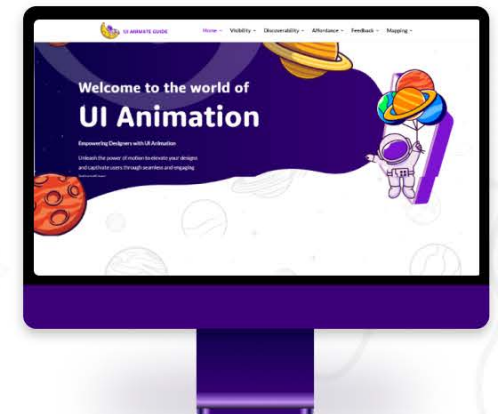 UI ANIMATE GUIDE
Home Visibility Discoverability Affordance Feedback Mapping
Welcome to the world of
UI Animation
Empowering Designers with UI Animation
Unleash the power of motion to elevate your designs
and captivate users through seamless and engaging